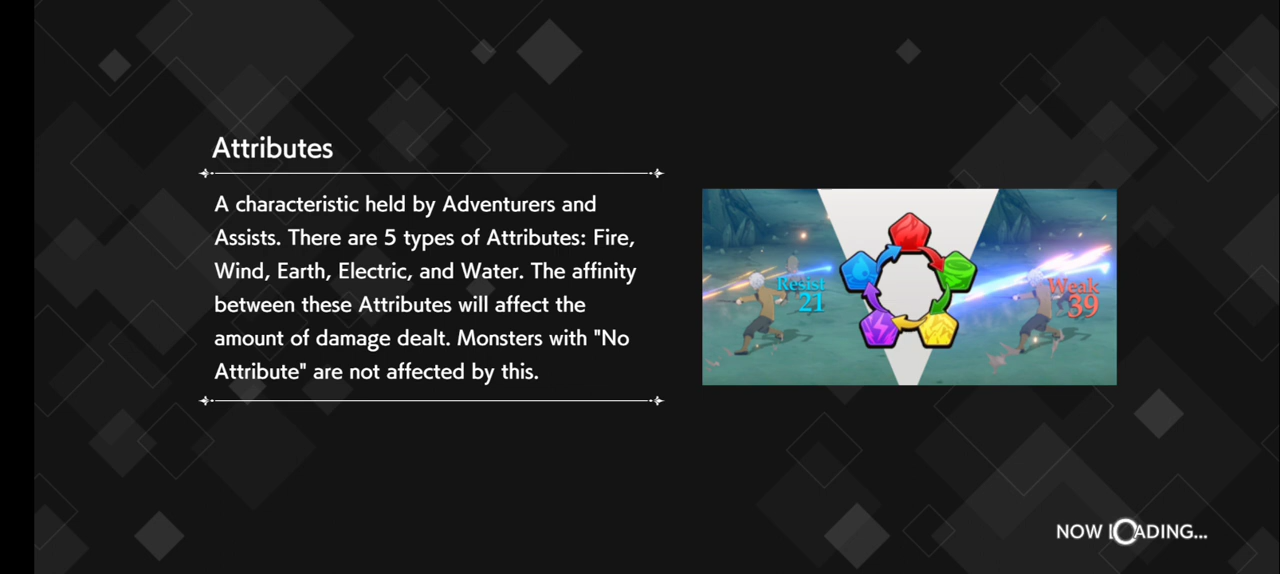 Attributes
A characteristic held by Adventurers and
Assists. There are 5 types of Attributes: Fire,
Wind, Earth, Electric, and Water. The affinity
between these Attributes will affect the
amount of damage dealt. Monsters with "No
Attribute" are not affected by this.
Resist
21
Weak
39
NOW LOADING...